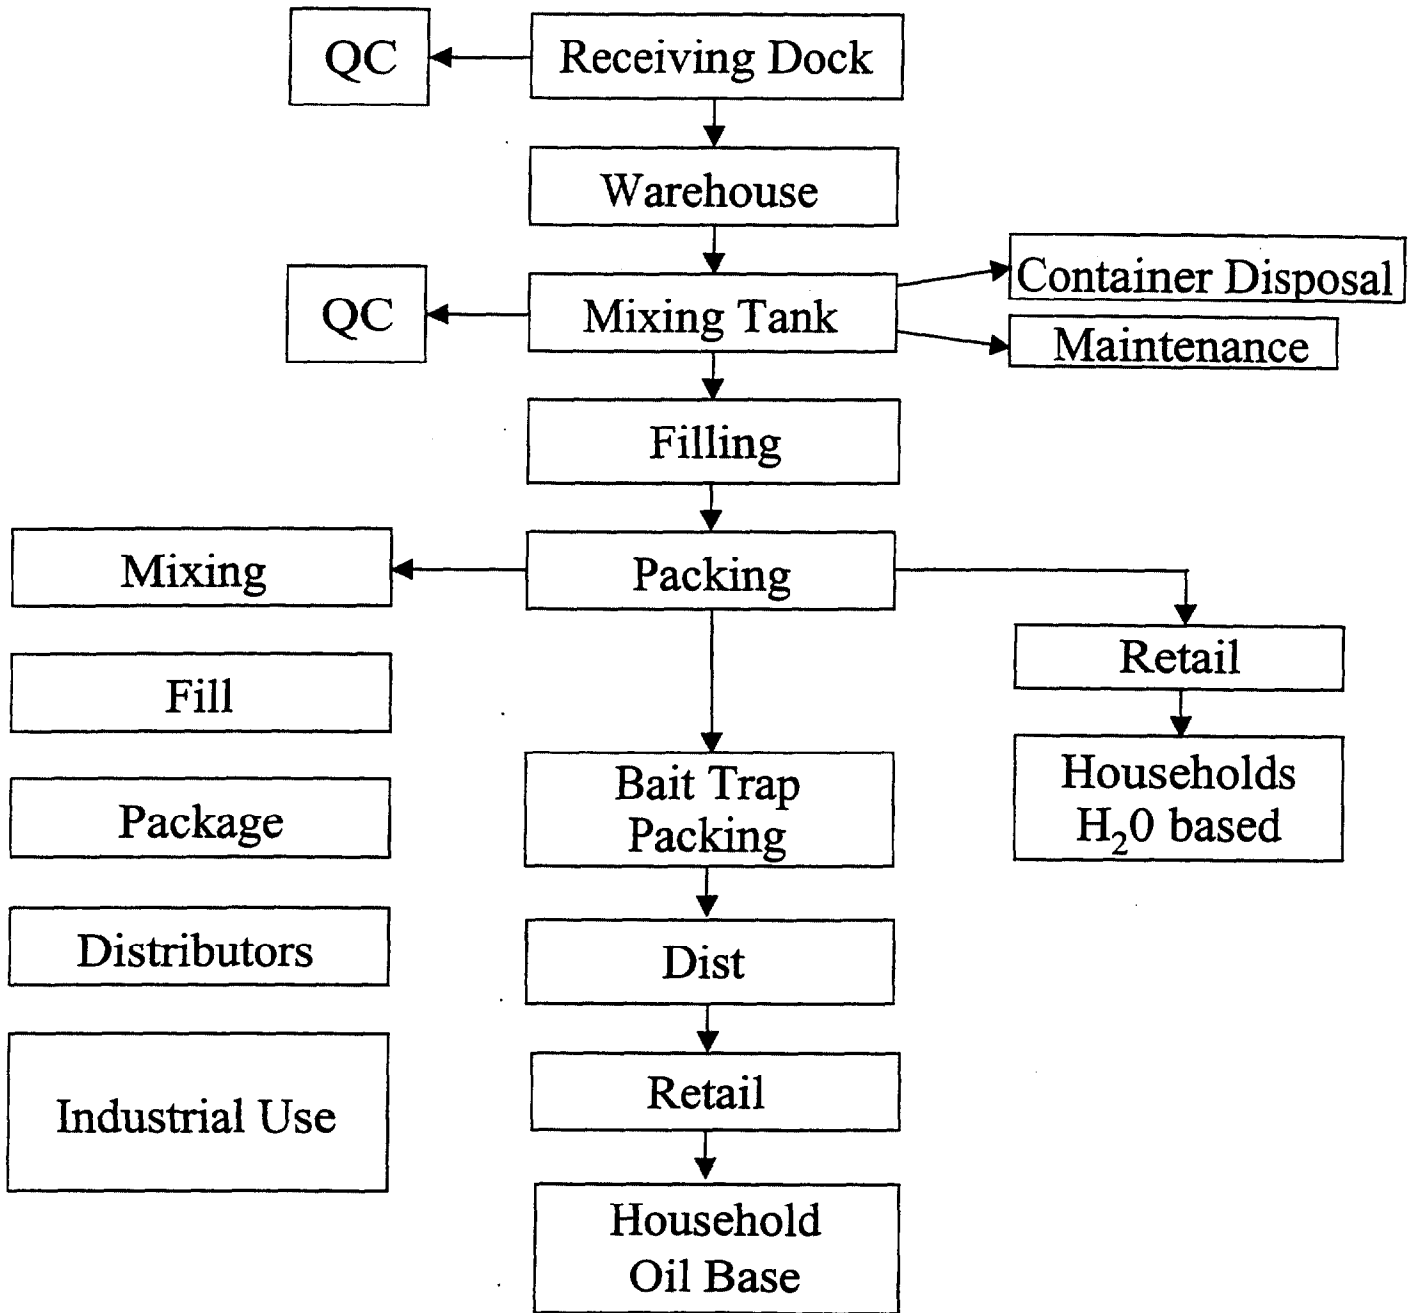 QC
Receiving Dock
Warehouse
QC
Mixing Tank
Container Disposal
Maintenance
Filling
Mixing
Packing
Retail
Fill
Households
H₂0 based
Bait Trap
Packing
Package
Distributors
Dist
Retail
Industrial Use
Household
Oil Base